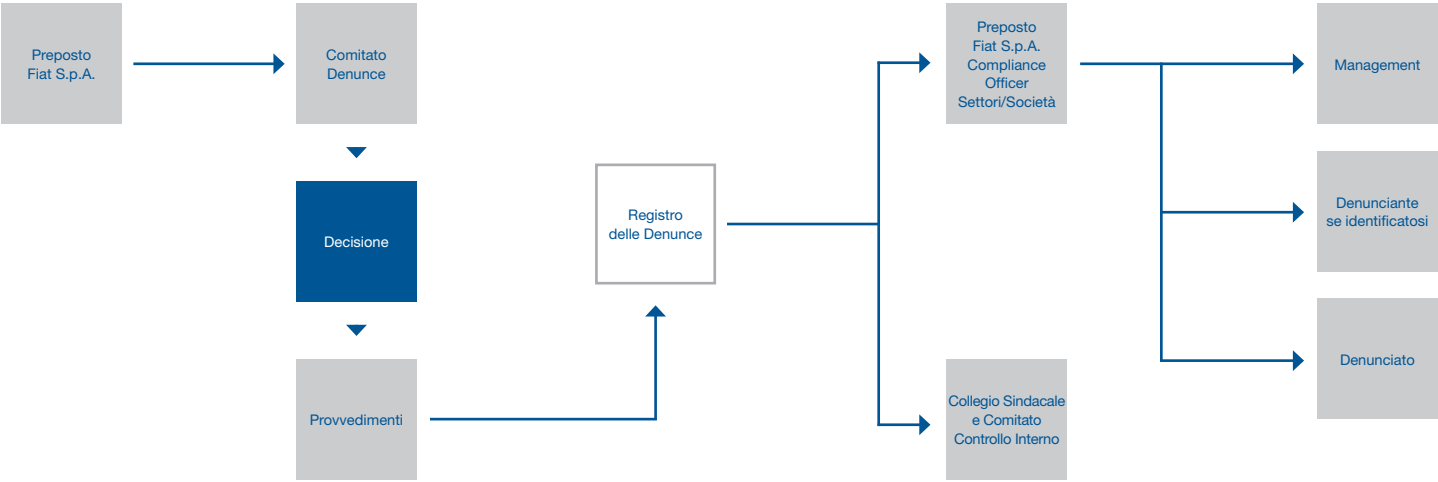 Preposto
Fiat S.p.A.
Comitato
Denunce
Decisione
Provvedimenti
Registro
delle Denunce
Preposto
Fiat S.p.A.
Compliance
Officer
Settori/Società
Collegio Sindacale
e Comitato
Controllo Interno
Management
Denunciante
se identificatosi
Denunciato